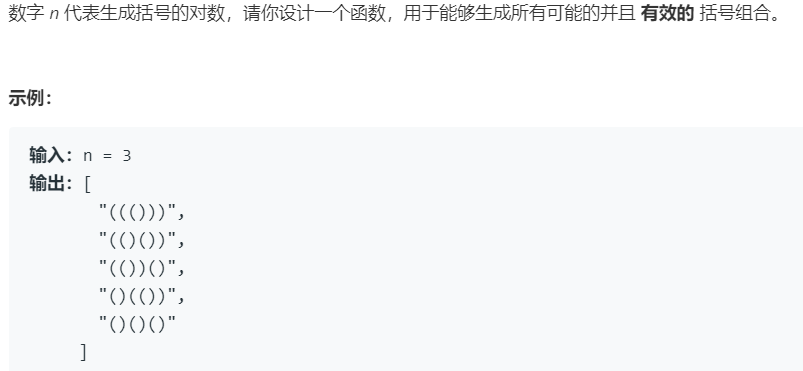 数字 n 代表生成括号的对数，请你设计一个函数，用于能够生成所有可能的并且 有效的 括号组合。
示例：
输入：n = 3
输出：[
"((()))",
"(()())",
"(())()",
"()(())",
"()()()"
]